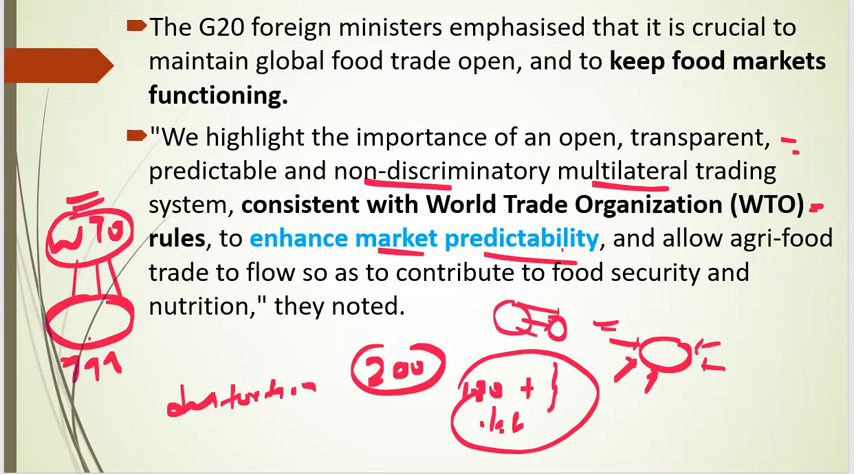 The G20 foreign ministers emphasised that it is crucial to
maintain global food trade open, and to keep food markets
functioning.
"We highlight the importance of an open, transparent,
predictable and non-discriminatory multilateral trading
system, consistent with World Trade Organization (WTO)
rules, to enhance market predictability, and allow agri-food
trade to flow so as to contribute to food security and
nutrition," they noted.
WTO
200